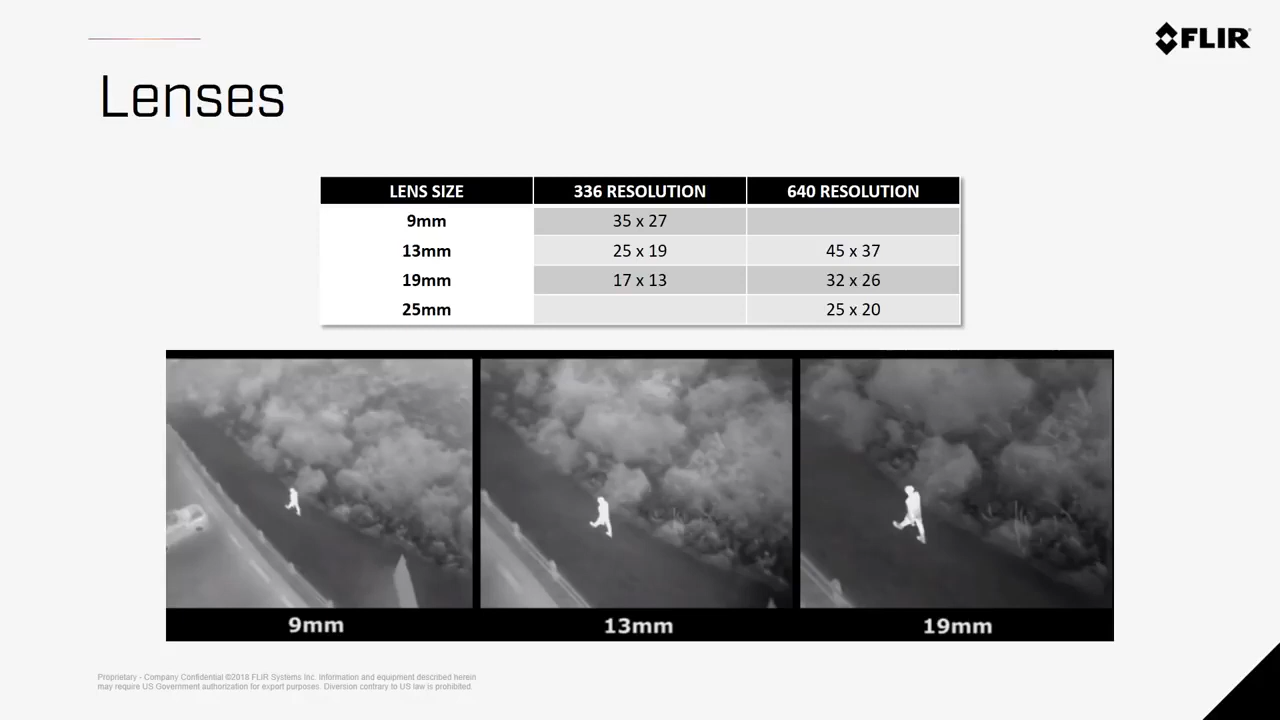 FLIR
Lenses
LENS SIZE 336 RESOLUTION 640 RESOLUTION
9mm 35 x 27
13mm 25 x 19 45 x 37
19mm 17 x 13 32 x 26
25mm 25 x 20
9mm 13mm 19mm
Proprietary - Company Confidential ©2018 FLIR Systems Inc. Information and equipment described herein
may require US Government authorization for export purposes. Diversion contrary to US law is prohibited.